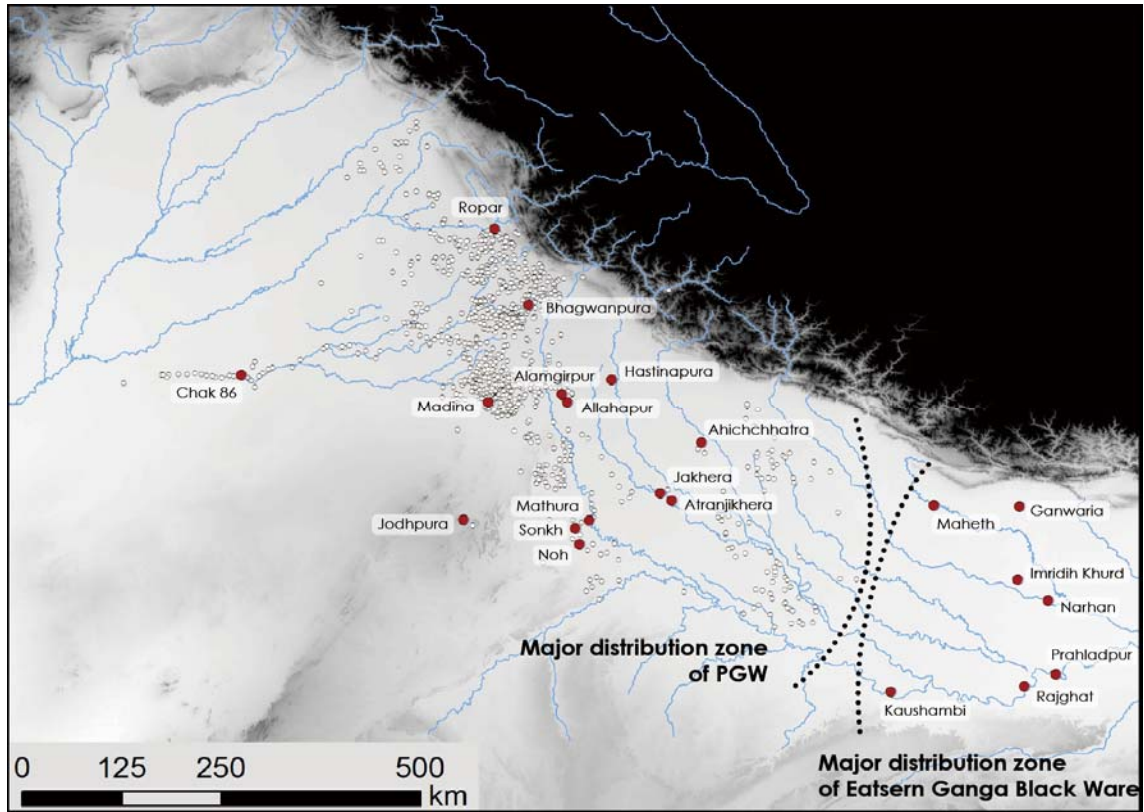 Ropar
Bhagwanpura
Hastinapura
Alamgirpur
Chak 86
Madina
Allahapur
Ahichchhatra
Jakhera
Atranjikhera
Mathura
Jodhpura
Sonkh
Noh
Maheth
Ganwaria
Imridih Khurd
Narhan
Prahladpur
Rajghat
Kaushambi
Major distribution zone
of PGW
Major distribution zone
of Eatsern Ganga Black Ware
0 125 250 500
km